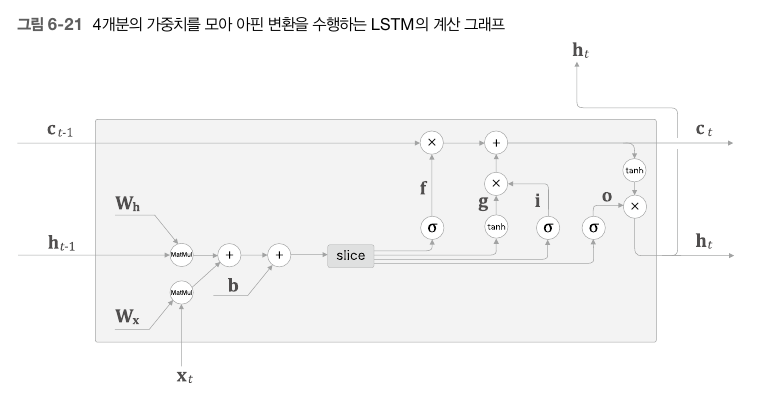 그림 6-21 4개분의 가중치를 모아 아핀 변환을 수행하는 LSTM의 계산 그래프
h_t
c_{t-1}
c_t
× +
tanh
f × i o ×
g
W_h
σ tanh σ σ
h_{t-1}
h_t
MatMul + + slice
b
MatMul
W_x
x_t